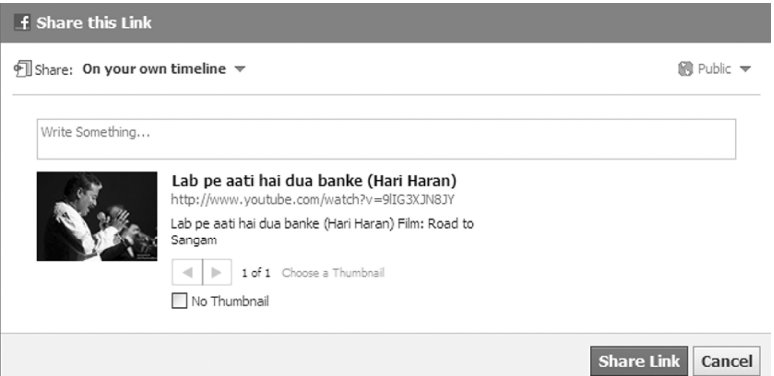 f Share this Link
Share: On your own timeline
Public
Write Something...
Lab pe aati hai dua banke (Hari Haran)
http://www.youtube.com/watch?v=9lIG3XJN8JY
Lab pe aati hai dua banke (Hari Haran) Film: Road to
Sangam
1 of 1 Choose a Thumbnail
No Thumbnail
Share Link Cancel